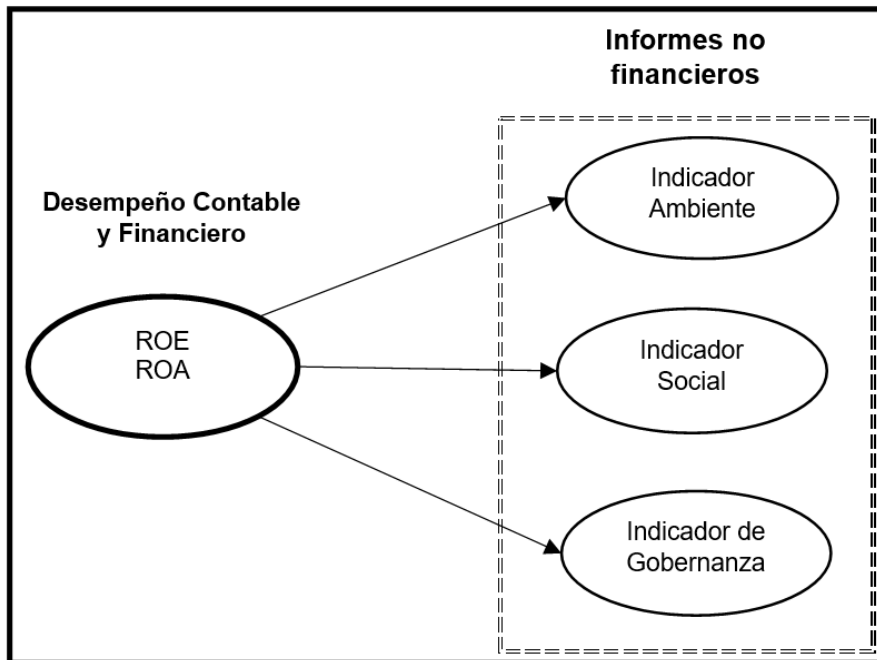 Informes no
financieros
Desempeño Contable
y Financiero
ROE
ROA
Indicador
Ambiente
Indicador
Social
Indicador de
Gobernanza